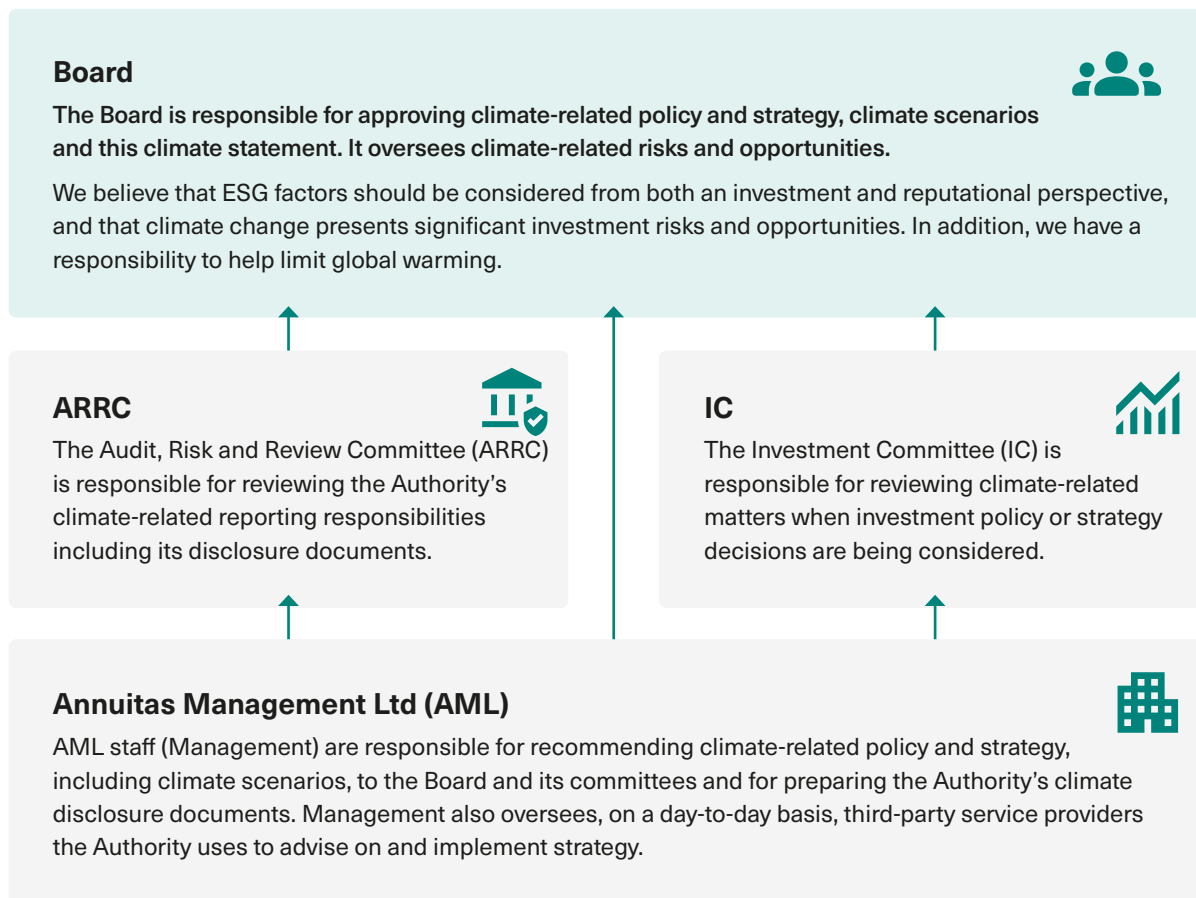 Board
The Board is responsible for approving climate-related policy and strategy, climate scenarios
and this climate statement. It oversees climate-related risks and opportunities.
We believe that ESG factors should be considered from both an investment and reputational perspective,
and that climate change presents significant investment risks and opportunities. In addition, we have a
responsibility to help limit global warming.
ARRC
The Audit, Risk and Review Committee (ARRC)
is responsible for reviewing the Authority's
climate-related reporting responsibilities
including its disclosure documents.
IC
The Investment Committee (IC) is
responsible for reviewing climate-related
matters when investment policy or strategy
decisions are being considered.
Annuitas Management Ltd (AML)
AML staff (Management) are responsible for recommending climate-related policy and strategy,
including climate scenarios, to the Board and its committees and for preparing the Authority's climate
disclosure documents. Management also oversees, on a day-to-day basis, third-party service providers
the Authority uses to advise on and implement strategy.